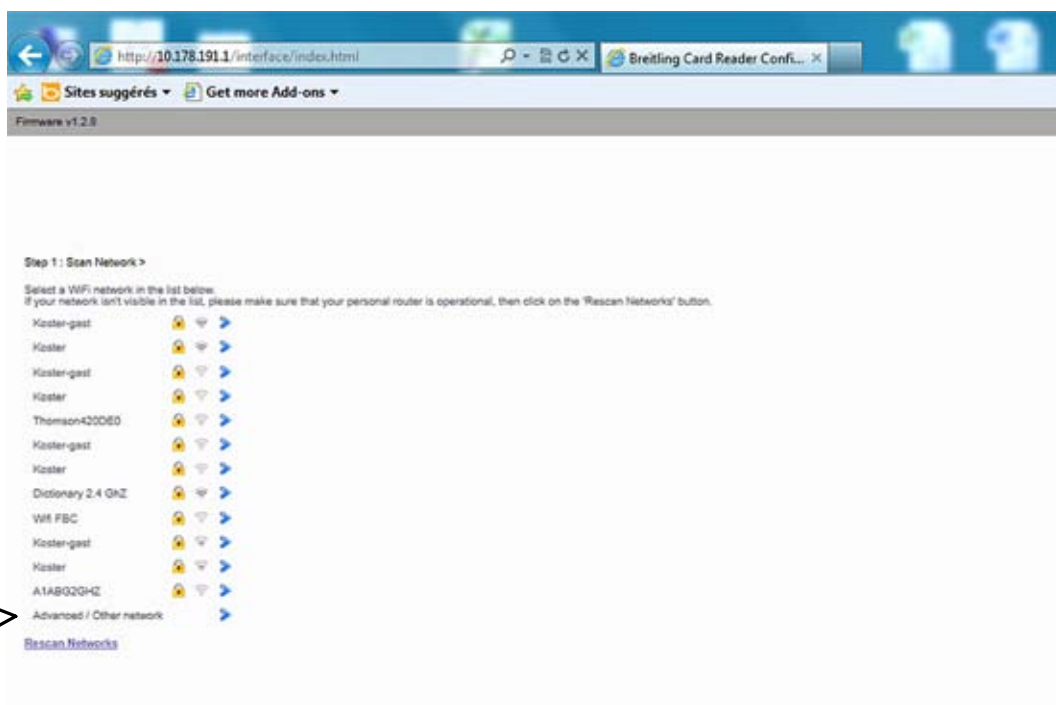 http://10.178.191.1/interface/index.html
Breitling Card Reader Confi...
Sites suggérés
Get more Add-ons
Firmware v1.2.8
Step 1 : Scan Network >
Select a WiFi network in the list below.
If your network isn't visible in the list, please make sure that your personal router is operational, then click on the 'Rescan Networks' button.
Koster-gast
Koster
Koster-gast
Koster
Thomson420DE0
Koster-gast
Koster
Dictionary 2.4 GhZ
Wifi FBC
Koster-gast
Koster
A1ABG2GHZ
Advanced / Other network
Rescan Networks